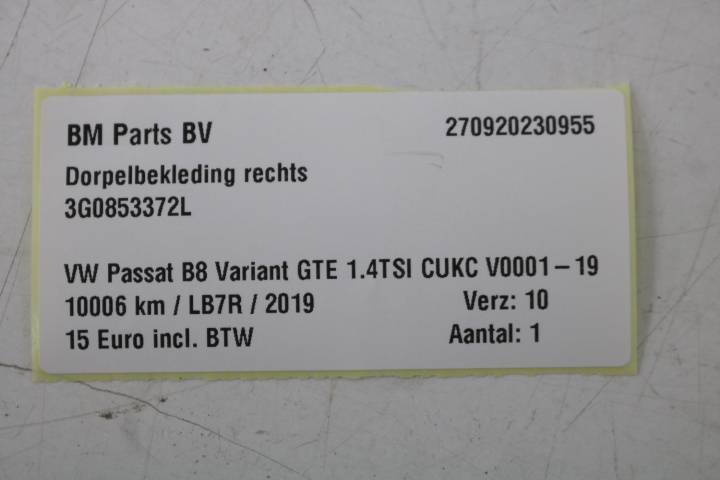 BM Parts BV 270920230955
Dorpelbekleding rechts
3G0853372L
VW Passat B8 Variant GTE 1.4TSI CUKC V0001-19
10006 km / LB7R / 2019 Verz: 10
15 Euro incl. BTW Aantal: 1